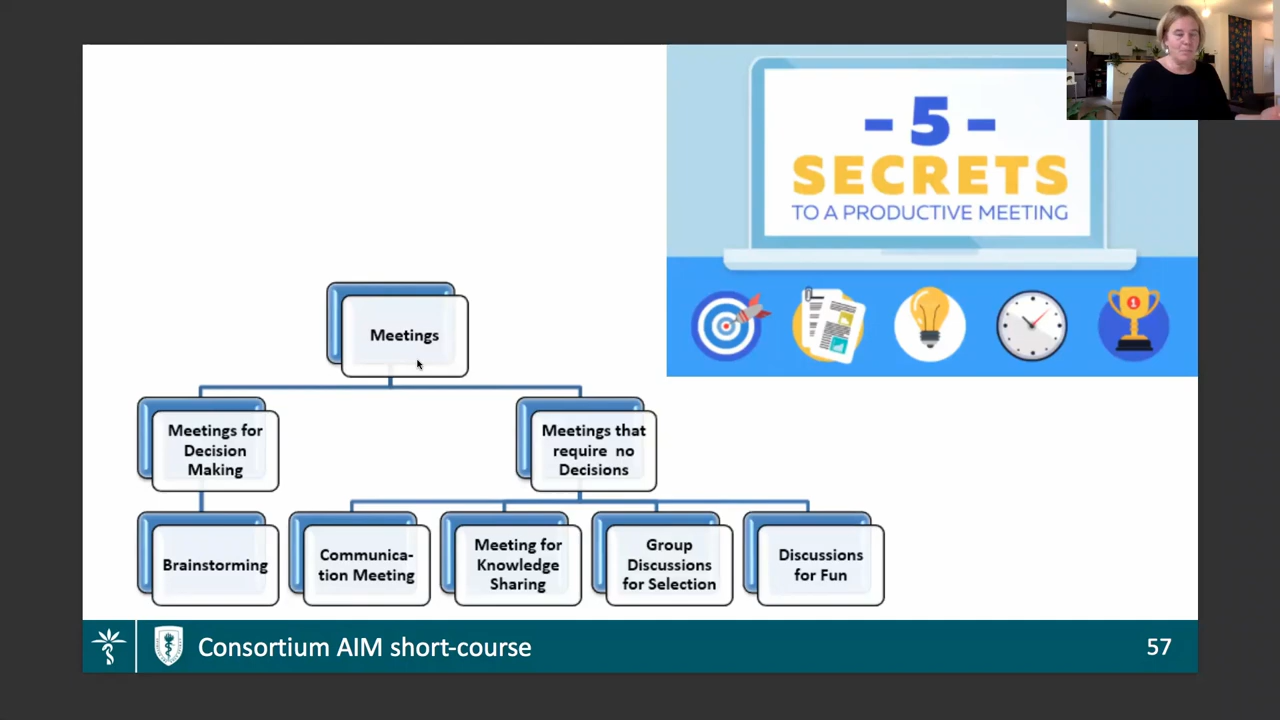 - 5 -
SECRETS
TO A PRODUCTIVE MEETING
1
Meetings
Meetings for
Decision
Making
Meetings that
require no
Decisions
Brainstorming
Communica-
tion Meeting
Meeting for
Knowledge
Sharing
Group
Discussions
for Selection
Discussions
for Fun
Consortium AIM short-course
57